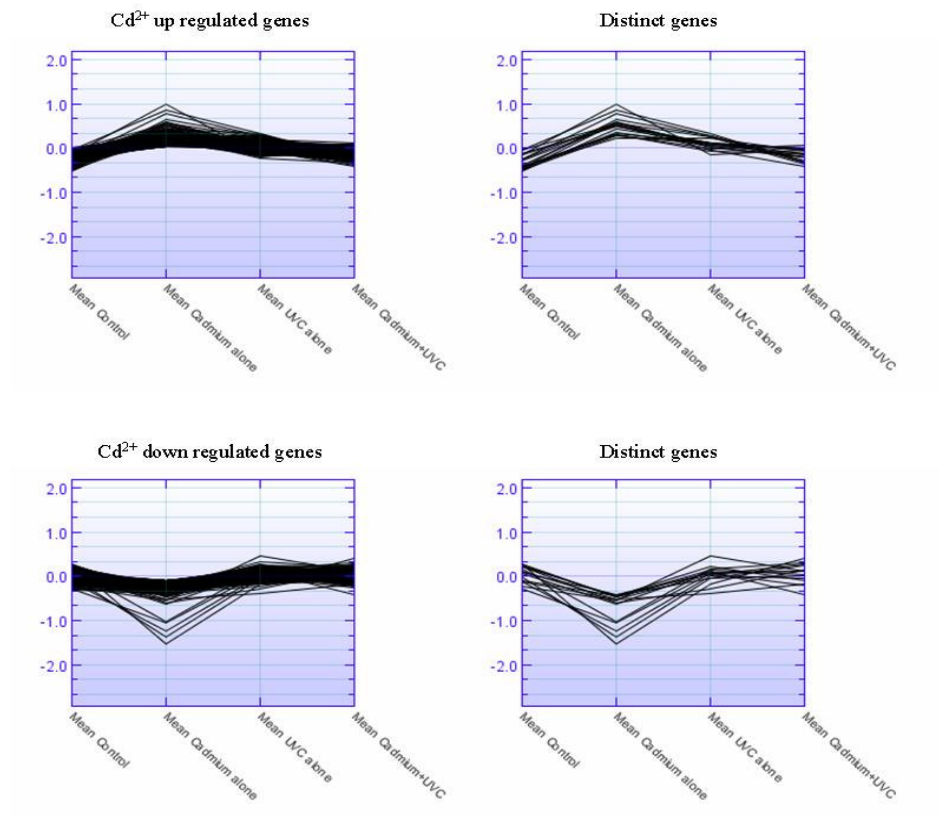 Cd²⁺ up regulated genes
Distinct genes
2.0
1.0
0.0
-1.0
-2.0
Mean Control
Mean Cadmium alone
Mean UVC alone
Mean Cadmium+UVC
2.0
1.0
0.0
-1.0
-2.0
Mean Control
Mean Cadmium alone
Mean UVC alone
Mean Cadmium+UVC
Cd²⁺ down regulated genes
Distinct genes
2.0
1.0
0.0
-1.0
-2.0
Mean Control
Mean Cadmium alone
Mean UVC alone
Mean Cadmium+UVC
2.0
1.0
0.0
-1.0
-2.0
Mean Control
Mean Cadmium alone
Mean UVC alone
Mean Cadmium+UVC